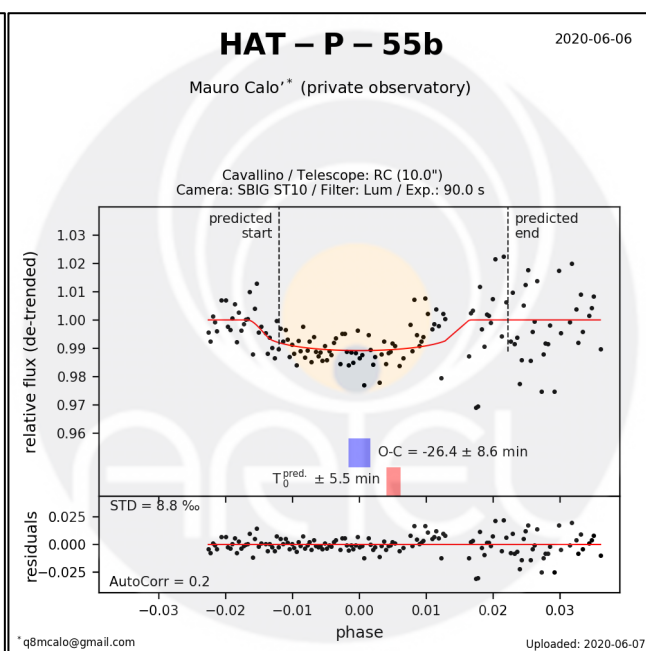 HAT − P − 55b
2020-06-06
Mauro Calo'* (private observatory)
Cavallino / Telescope: RC (10.0")
Camera: SBIG ST10 / Filter: Lum / Exp.: 90.0 s
predicted start
predicted end
relative flux (de-trended)
1.03
1.02
1.01
1.00
0.99
0.98
0.97
0.96
O-C = -26.4 ± 8.6 min
T₀^pred. ± 5.5 min
ARIEL
STD = 8.8 ‰
residuals
0.025
0.000
−0.025
AutoCorr = 0.2
−0.03 −0.02 −0.01 0.00 0.01 0.02 0.03
phase
*q8mcalo@gmail.com
Uploaded: 2020-06-07